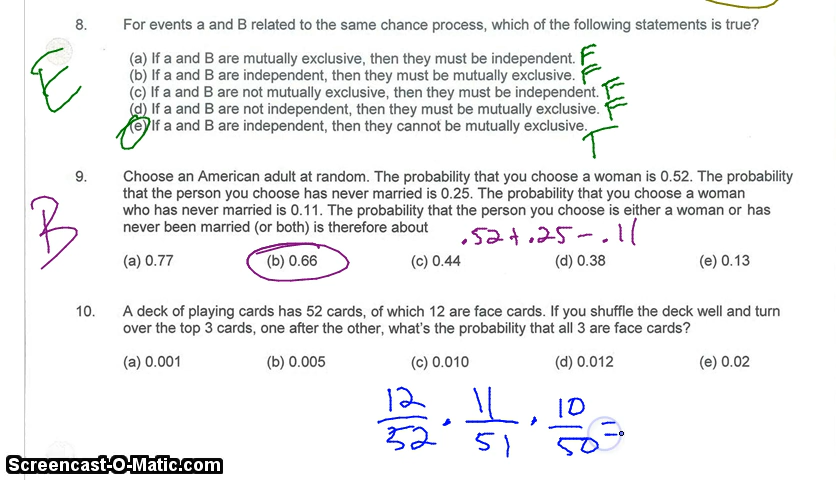 8. For events a and B related to the same chance process, which of the following statements is true?
E
(a) If a and B are mutually exclusive, then they must be independent. F
(b) If a and B are independent, then they must be mutually exclusive. F
(c) If a and B are not mutually exclusive, then they must be independent. F
(d) If a and B are not independent, then they must be mutually exclusive. F
(e) If a and B are independent, then they cannot be mutually exclusive. T
9. Choose an American adult at random. The probability that you choose a woman is 0.52. The probability
that the person you choose has never married is 0.25. The probability that you choose a woman
who has never married is 0.11. The probability that the person you choose is either a woman or has
never been married (or both) is therefore about
.52 + .25 - .11
B
(a) 0.77 (b) 0.66 (c) 0.44 (d) 0.38 (e) 0.13
10. A deck of playing cards has 52 cards, of which 12 are face cards. If you shuffle the deck well and turn
over the top 3 cards, one after the other, what's the probability that all 3 are face cards?
(a) 0.001 (b) 0.005 (c) 0.010 (d) 0.012 (e) 0.02
12/52 · 11/51 · 10/50 =
Screencast-O-Matic.com